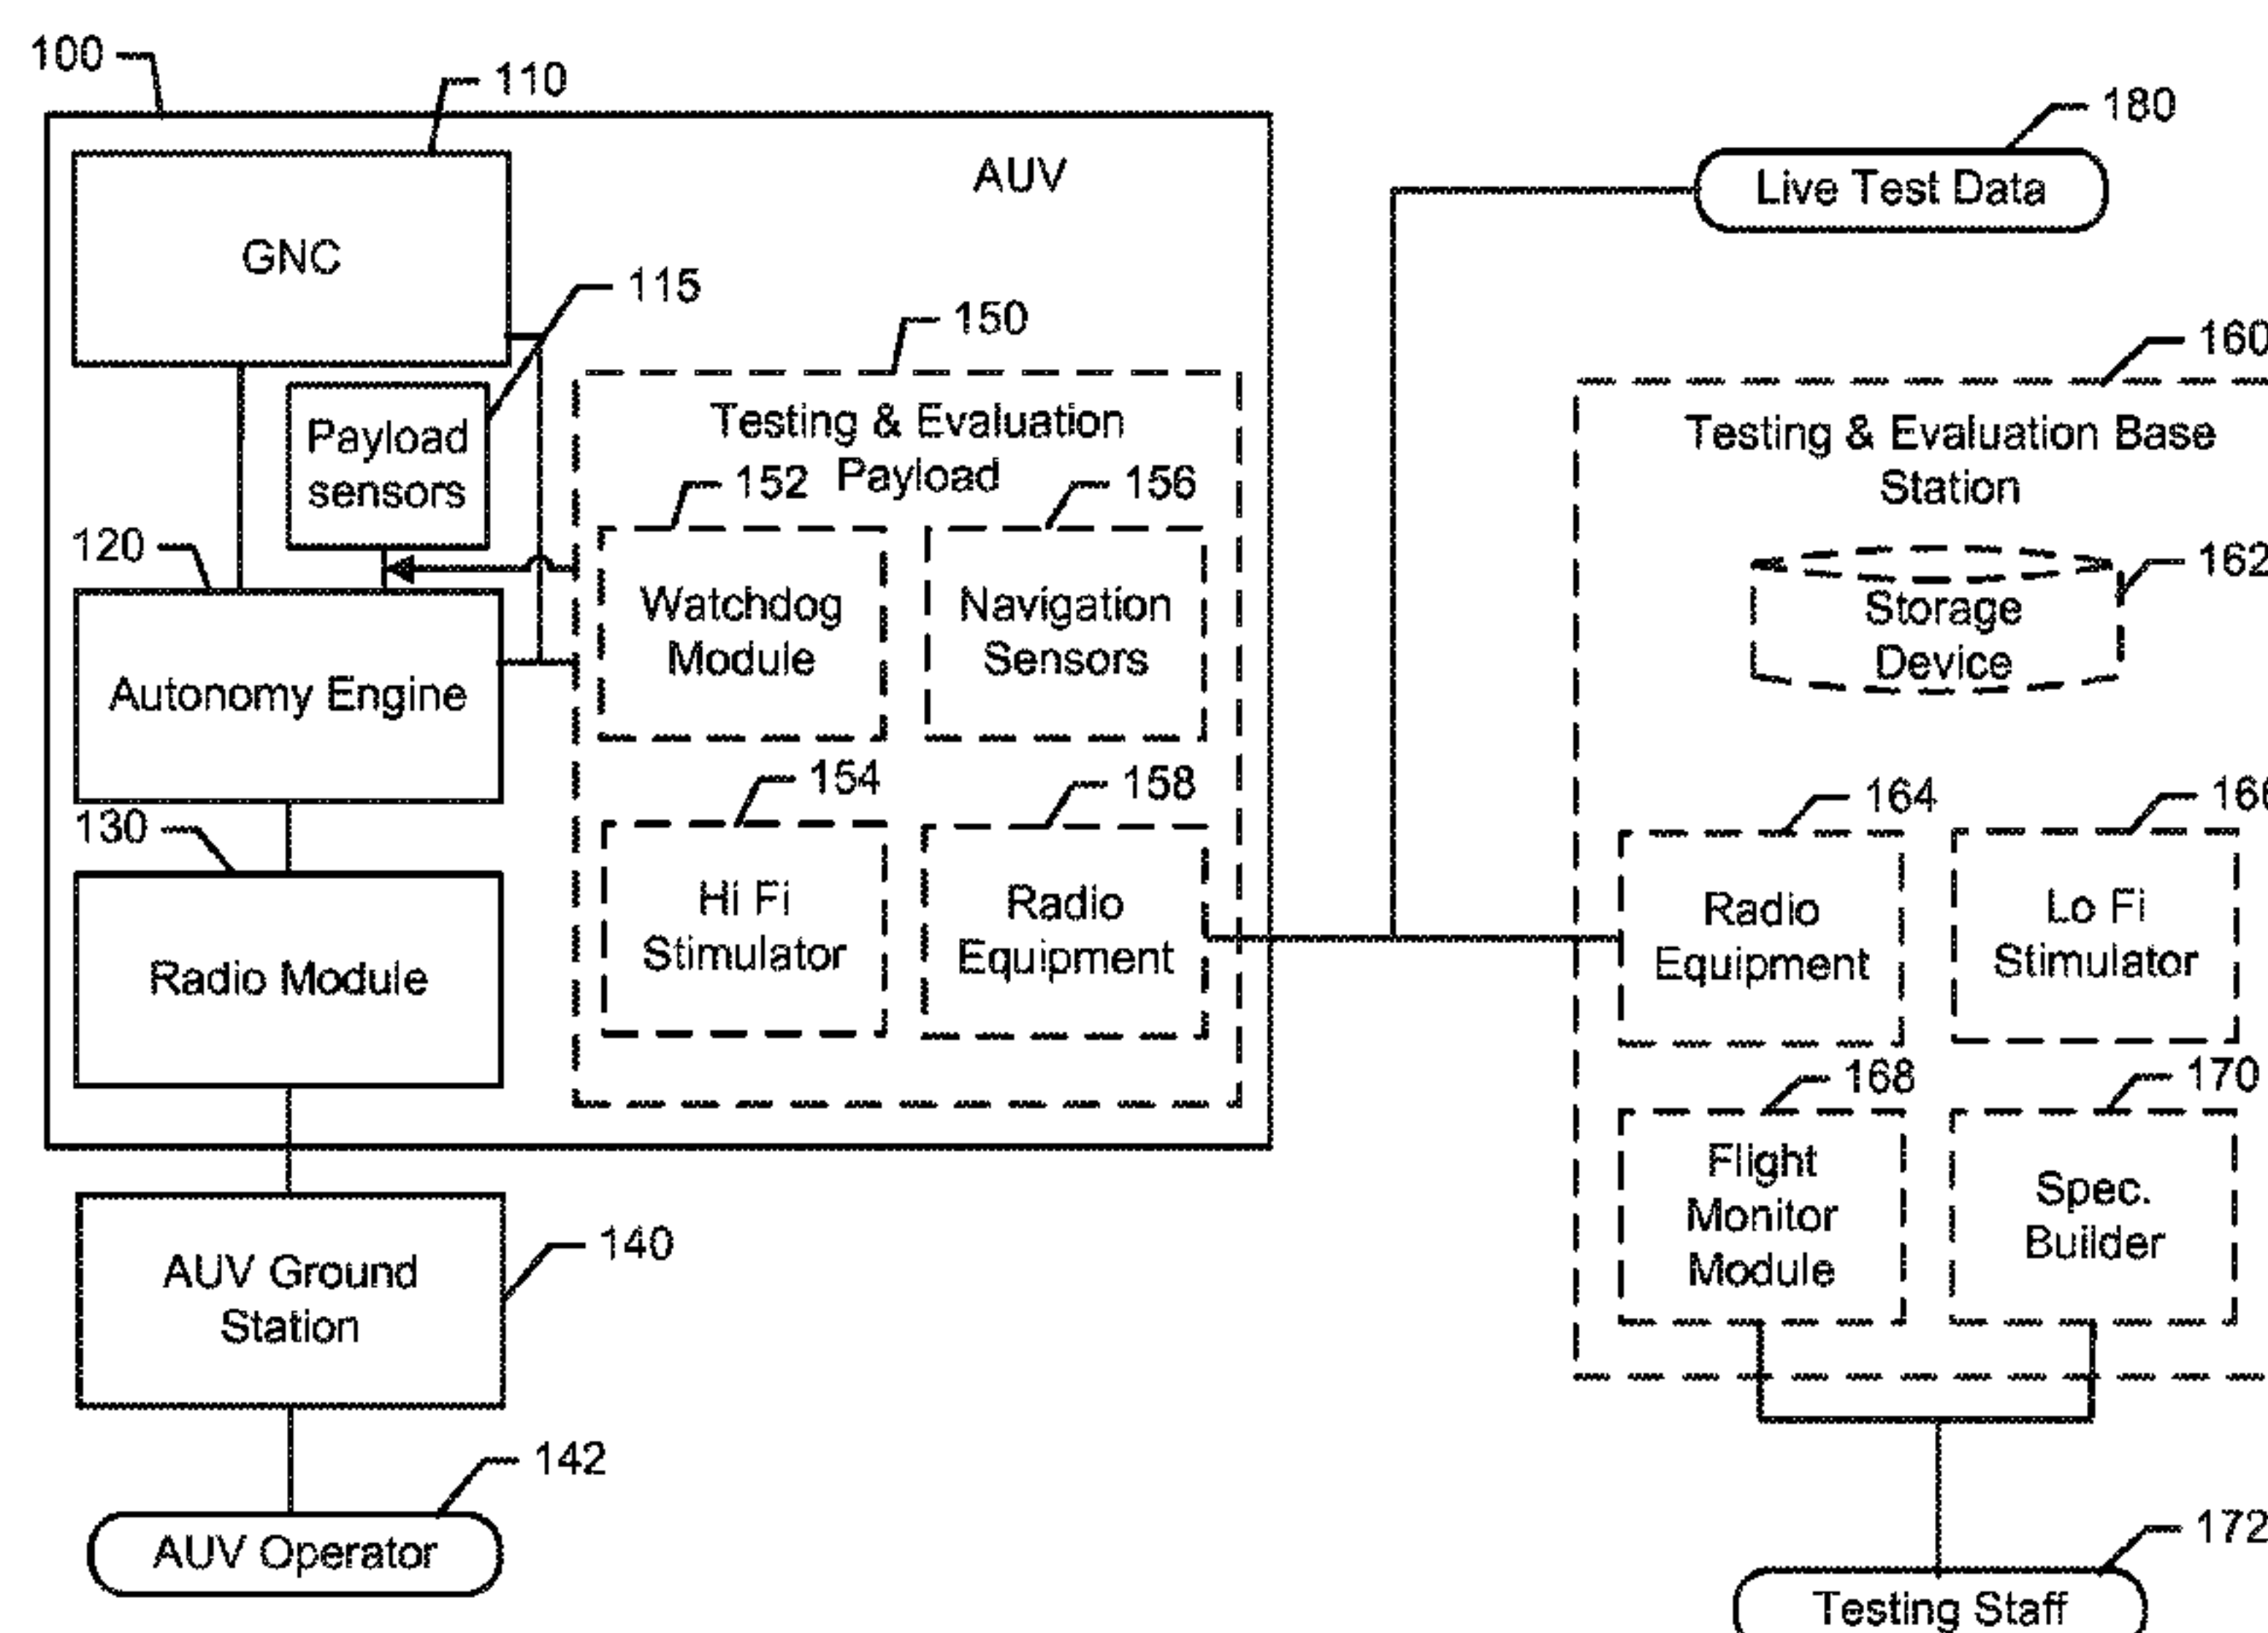 100
110
180
AUV
Live Test Data
GNC
115
150
160
Payload
sensors
Testing & Evaluation
Payload
Testing & Evaluation Base
Station
152
156
120
162
Watchdog
Module
Navigation
Sensors
Storage
Device
Autonomy Engine
154
158
164
130
Hi Fi
Stimulator
Radio
Equipment
Radio
Equipment
Lo Fi
Stimulator
Radio Module
168
170
Flight
Monitor
Module
Spec.
Builder
AUV Ground
Station
140
142
AUV Operator
172
Testing Staff